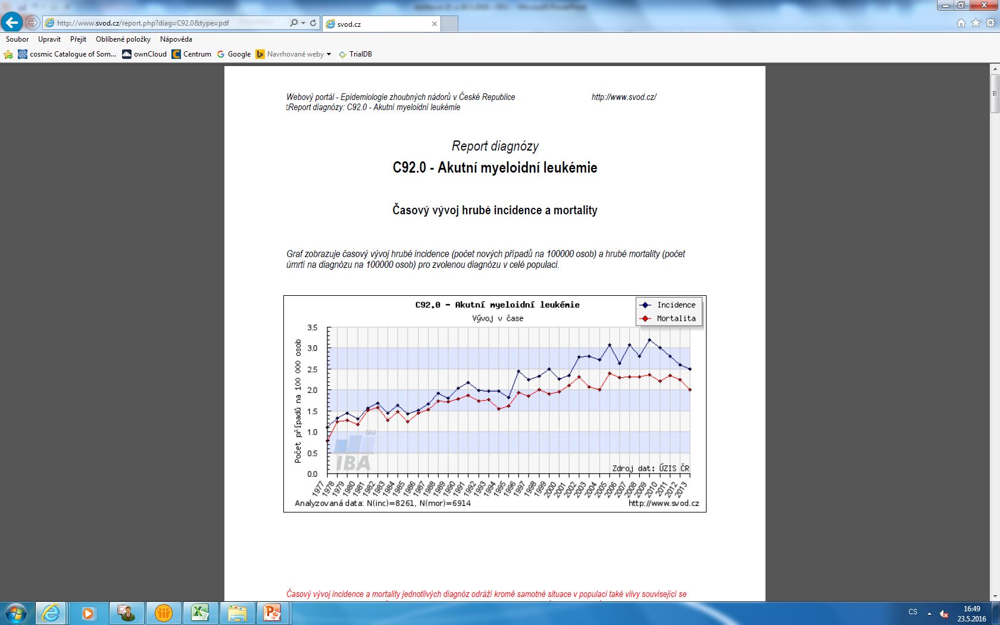 http://www.svod.cz/report.php?diag=C92.0&type=pdf
svod.cz
Soubor Upravit Přejít Oblíbené položky Nápověda
cosmic Catalogue of Som... ownCloud Centrum Google Navrhované weby TrialDB
Webový portál - Epidemiologie zhoubných nádorů v České Republice http://www.svod.cz/
Report diagnózy: C92.0 - Akutní myeloidní leukémie
Report diagnózy
C92.0 - Akutní myeloidní leukémie
Časový vývoj hrubé incidence a mortality
Graf zobrazuje časový vývoj hrubé incidence (počet nových případů na 100000 osob) a hrubé mortality (počet
úmrtí na diagnózu na 100000 osob) pro zvolenou diagnózu v celé populaci.
C92.0 - Akutní myeloidní leukémie
Vývoj v čase
Incidence
Mortalita
Počet případů na 100 000 osob
3.5
3.0
2.5
2.0
1.5
1.0
0.5
0.0
MU
IBA
Zdroj dat: ÚZIS ČR
1977 1978 1979 1980 1981 1982 1983 1984 1985 1986 1987 1988 1989 1990 1991 1992 1993 1994 1995 1996 1997 1998 1999 2000 2001 2002 2003 2004 2005 2006 2007 2008 2009 2010 2011 2012 2013
Analyzovaná data: N(inc)=8261, N(mor)=6914 http://www.svod.cz
Časový vývoj incidence a mortality jednotlivých diagnóz odráží kromě samotné situace v populaci také vlivy související se
CS
16:49
23.5.2016